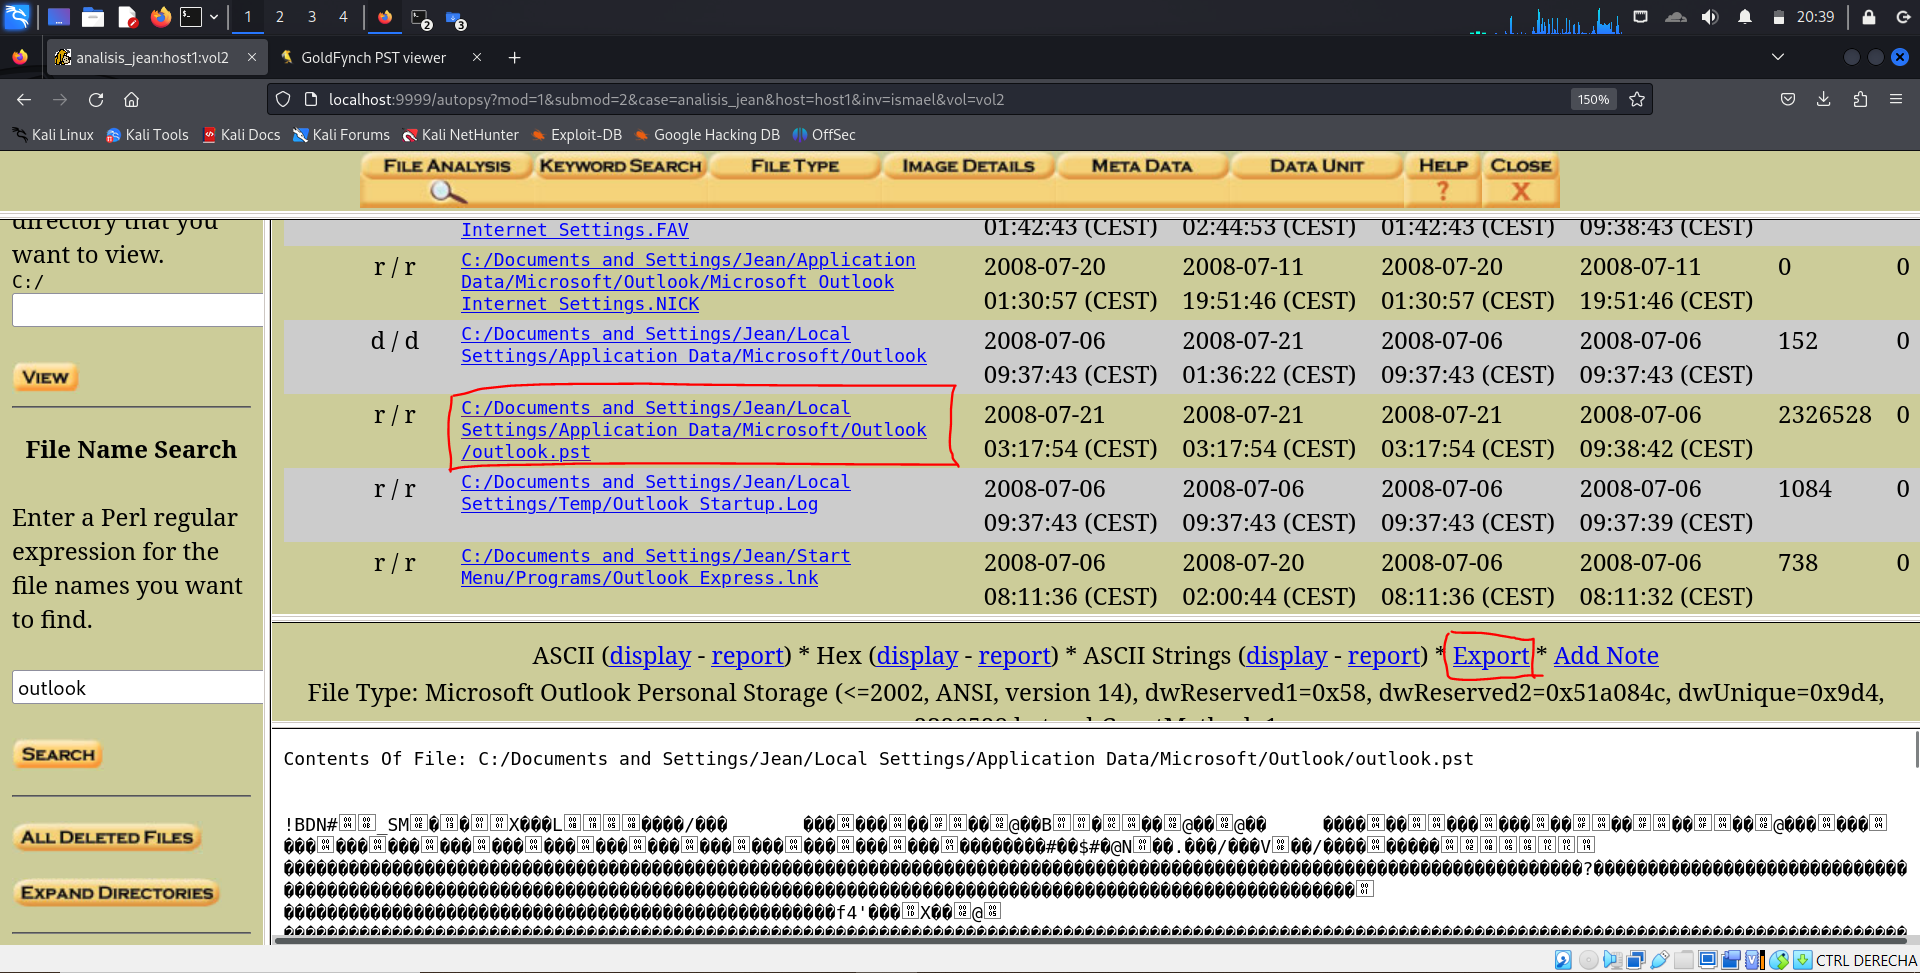 1 2 3 4 2 3 20:39
analisis_jean:host1:vol2 GoldFynch PST viewer
localhost:9999/autopsy?mod=1&submod=2&case=analisis_jean&host=host1&inv=ismael&vol=vol2 150%
Kali Linux Kali Tools Kali Docs Kali Forums Kali NetHunter Exploit-DB Google Hacking DB OffSec
FILE ANALYSIS KEYWORD SEARCH FILE TYPE IMAGE DETAILS META DATA DATA UNIT HELP CLOSE
? X
directory that you
want to view.
C:/
VIEW
File Name Search
Enter a Perl regular
expression for the
file names you want
to find.
outlook
SEARCH
ALL DELETED FILES
EXPAND DIRECTORIES
Internet Settings.FAV 01:42:43 (CEST) 02:44:53 (CEST) 01:42:43 (CEST) 09:38:43 (CEST)
r / r C:/Documents and Settings/Jean/Application 2008-07-20 2008-07-11 2008-07-20 2008-07-11 0 0
Data/Microsoft/Outlook/Microsoft Outlook
Internet Settings.NICK 01:30:57 (CEST) 19:51:46 (CEST) 01:30:57 (CEST) 19:51:46 (CEST)
d / d C:/Documents and Settings/Jean/Local 2008-07-06 2008-07-21 2008-07-06 2008-07-06 152 0
Settings/Application Data/Microsoft/Outlook 09:37:43 (CEST) 01:36:22 (CEST) 09:37:43 (CEST) 09:37:43 (CEST)
r / r C:/Documents and Settings/Jean/Local 2008-07-21 2008-07-21 2008-07-21 2008-07-06 2326528 0
Settings/Application Data/Microsoft/Outlook
/outlook.pst 03:17:54 (CEST) 03:17:54 (CEST) 03:17:54 (CEST) 09:38:42 (CEST)
r / r C:/Documents and Settings/Jean/Local 2008-07-06 2008-07-06 2008-07-06 2008-07-06 1084 0
Settings/Temp/Outlook Startup.Log 09:37:43 (CEST) 09:37:43 (CEST) 09:37:43 (CEST) 09:37:39 (CEST)
r / r C:/Documents and Settings/Jean/Start 2008-07-06 2008-07-20 2008-07-06 2008-07-06 738 0
Menu/Programs/Outlook Express.lnk 08:11:36 (CEST) 02:00:44 (CEST) 08:11:36 (CEST) 08:11:32 (CEST)
ASCII (display - report) * Hex (display - report) * ASCII Strings (display - report) * Export * Add Note
File Type: Microsoft Outlook Personal Storage (<=2002, ANSI, version 14), dwReserved1=0x58, dwReserved2=0x51a084c, dwUnique=0x9d4,
Contents Of File: C:/Documents and Settings/Jean/Local Settings/Application Data/Microsoft/Outlook/outlook.pst
CTRL DERECHA